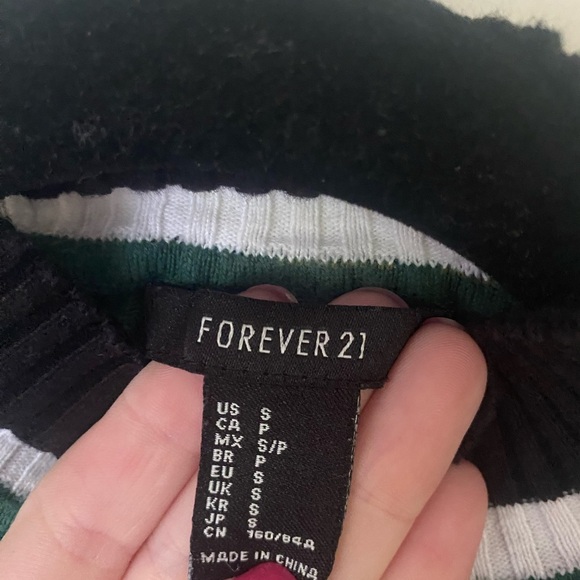 FOREVER 21
US S
CA P
MX S/P
BR P
EU S
UK S
KR S
JP S
CN 160/84A
MADE IN CHINA